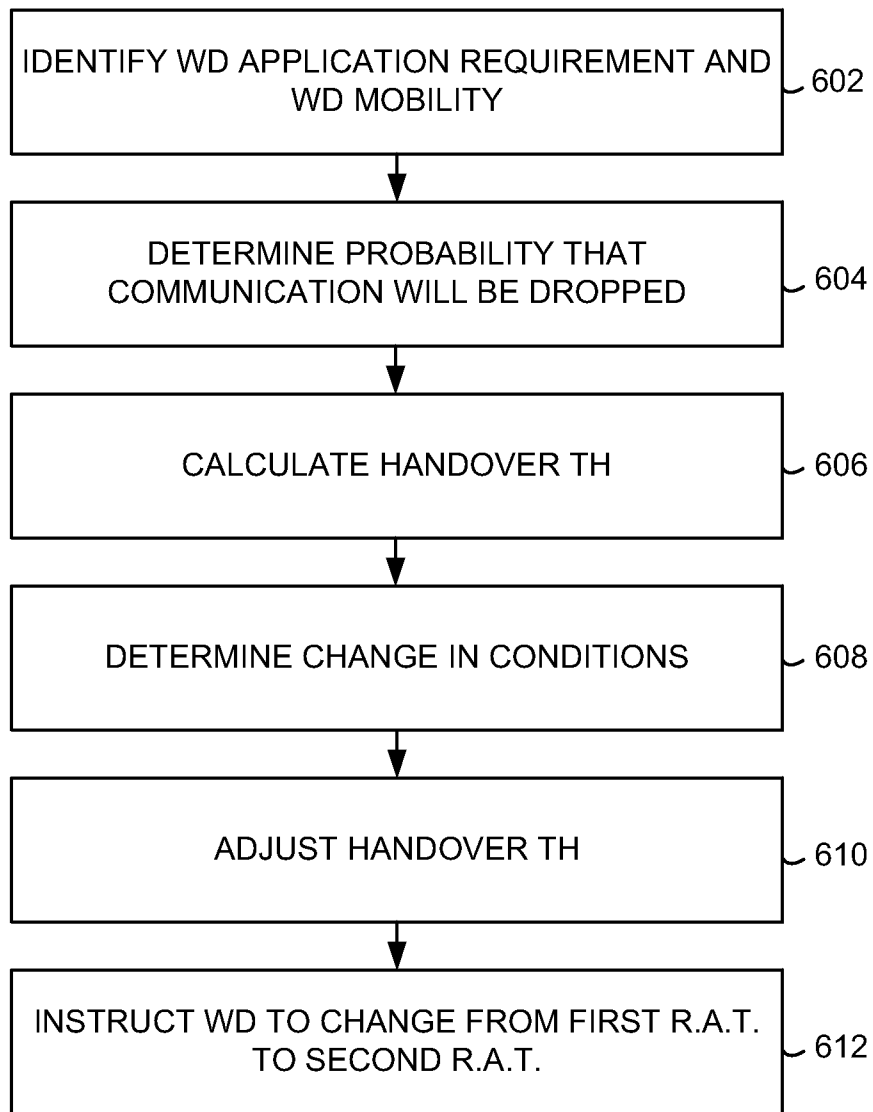 IDENTIFY WD APPLICATION REQUIREMENT AND
WD MOBILITY
602
DETERMINE PROBABILITY THAT
COMMUNICATION WILL BE DROPPED
604
CALCULATE HANDOVER TH
606
DETERMINE CHANGE IN CONDITIONS
608
ADJUST HANDOVER TH
610
INSTRUCT WD TO CHANGE FROM FIRST R.A.T.
TO SECOND R.A.T.
612